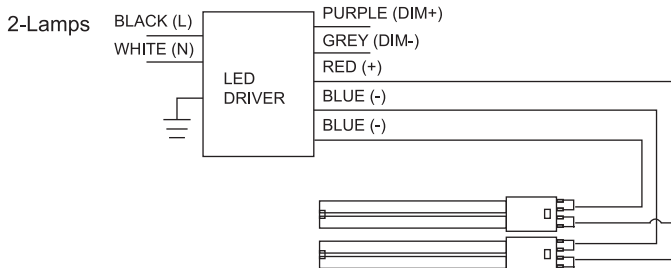 2-Lamps
BLACK (L)
WHITE (N)
LED
DRIVER
PURPLE (DIM+)
GREY (DIM-)
RED (+)
BLUE (-)
BLUE (-)